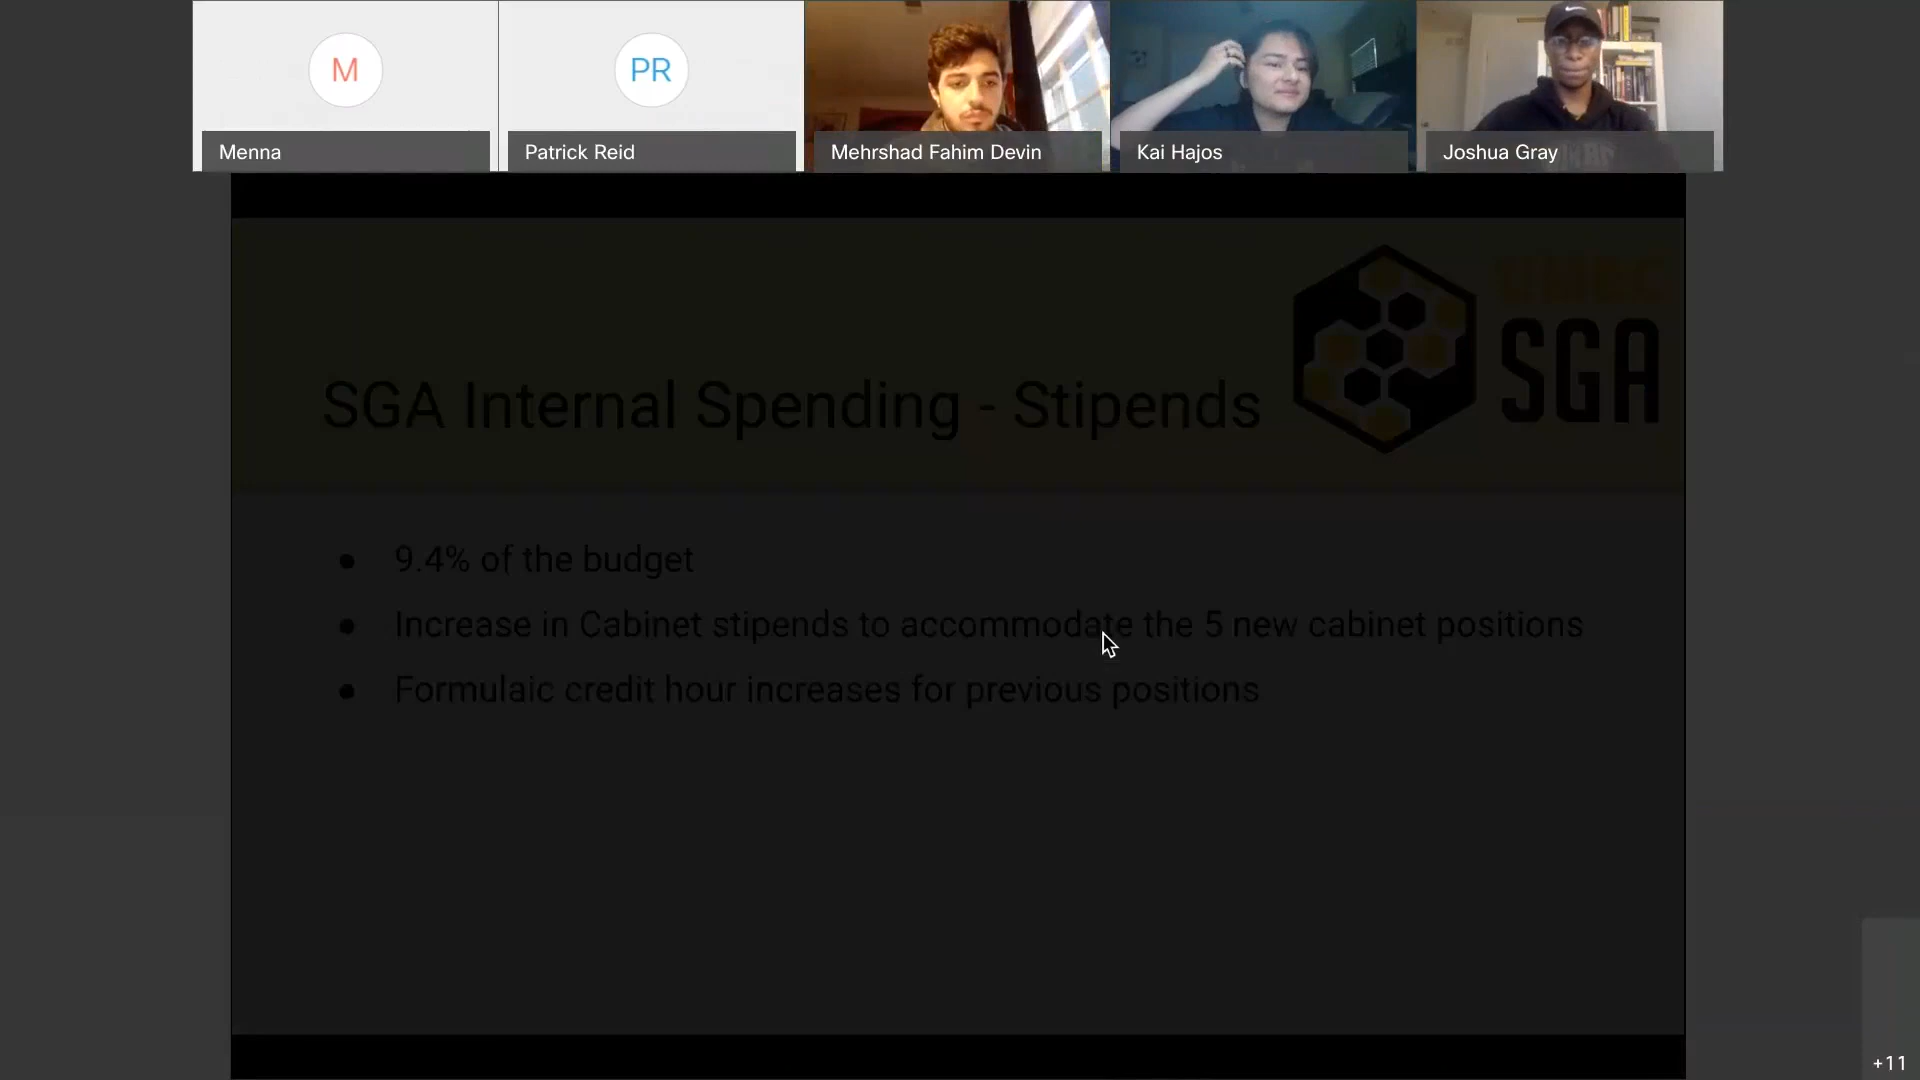 M
PR
Menna
Patrick Reid
Mehrshad Fahim Devin
Kai Hajos
Joshua Gray
UMBC
SGA
SGA Internal Spending - Stipends
● 9.4% of the budget
● Increase in Cabinet stipends to accommodate the 5 new cabinet positions
● Formulaic credit hour increases for previous positions
+11